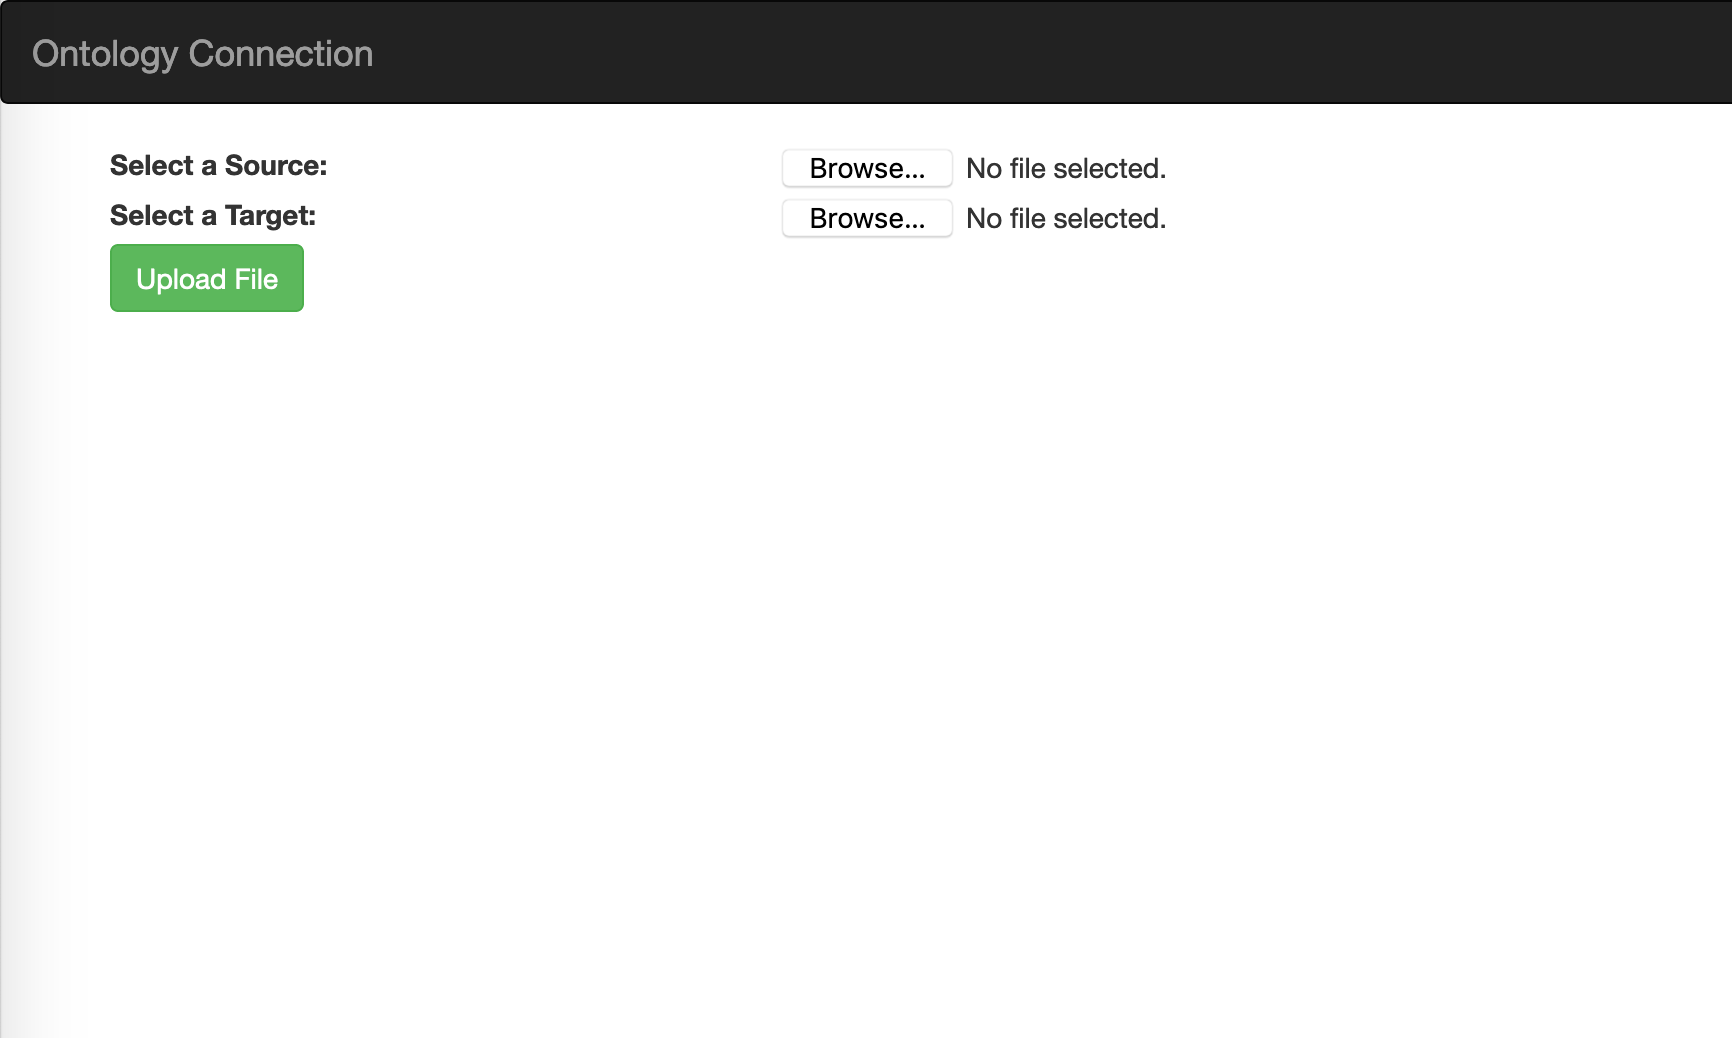 Ontology Connection
Select a Source: Browse... No file selected.
Select a Target: Browse... No file selected.
Upload File